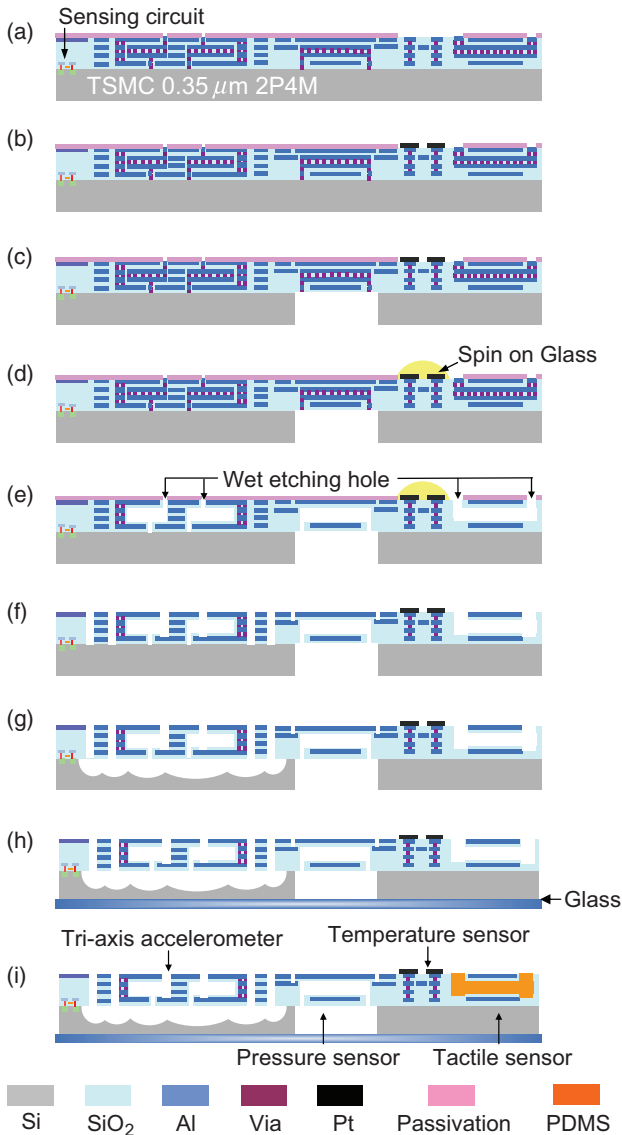 (a)
Sensing circuit
TSMC 0.35 μm 2P4M
(b)
(c)
(d)
Spin on Glass
(e)
Wet etching hole
(f)
(g)
(h)
Glass
(i)
Tri-axis accelerometer
Temperature sensor
Pressure sensor
Tactile sensor
Si
SiO₂
Al
Via
Pt
Passivation
PDMS